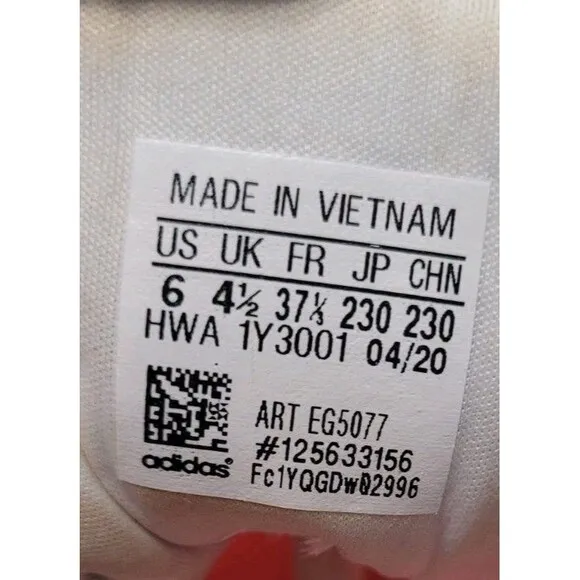 MADE IN VIETNAM
US UK FR JP CHN
6 4½ 37⅓ 230 230
HWA 1Y3001 04/20
ART EG5077
#125633156
adidas